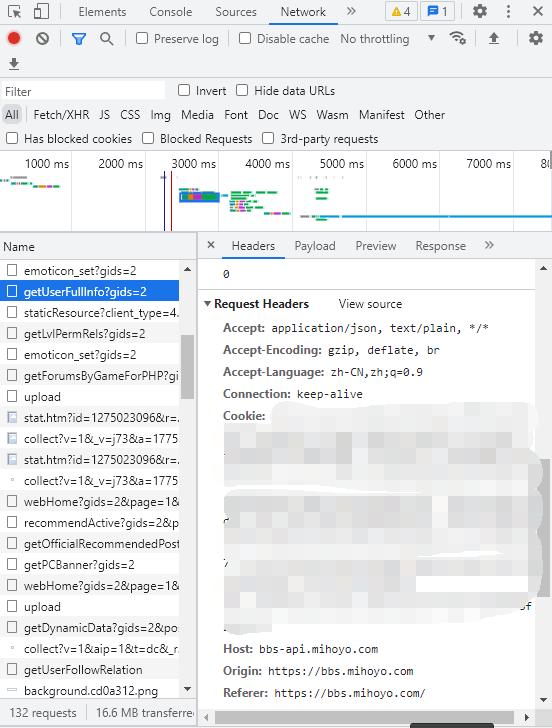 Elements Console Sources Network » 4 1
Preserve log Disable cache No throttling
Filter Invert Hide data URLs
All Fetch/XHR JS CSS Img Media Font Doc WS Wasm Manifest Other
Has blocked cookies Blocked Requests 3rd-party requests
1000 ms 2000 ms 3000 ms 4000 ms 5000 ms 6000 ms 7000 ms
Name
emoticon_set?gids=2
getUserFullInfo?gids=2
staticResource?client_type=4.
getLvlPermRels?gids=2
emoticon_set?gids=2
getForumsByGameForPHP?gi
upload
stat.htm?id=1275023096&r=.
collect?v=1&_v=j73&a=1775
stat.htm?id=1275023096&r=.
collect?v=1&_v=j73&a=1775
webHome?gids=2&page=1&
recommendActive?gids=2&p
getOfficialRecommendedPost
getPCBanner?gids=2
webHome?gids=2&page=1&
upload
getDynamicData?gids=2&pos
collect?v=1&aip=1&t=dc&_r.
getUserFollowRelation
background.cd0a312.png
132 requests 16.6 MB transferre
× Headers Payload Preview Response »
0
Request Headers View source
Accept: application/json, text/plain, */*
Accept-Encoding: gzip, deflate, br
Accept-Language: zh-CN,zh;q=0.9
Connection: keep-alive
Cookie:
of
Host: bbs-api.mihoyo.com
Origin: https://bbs.mihoyo.com
Referer: https://bbs.mihoyo.com/